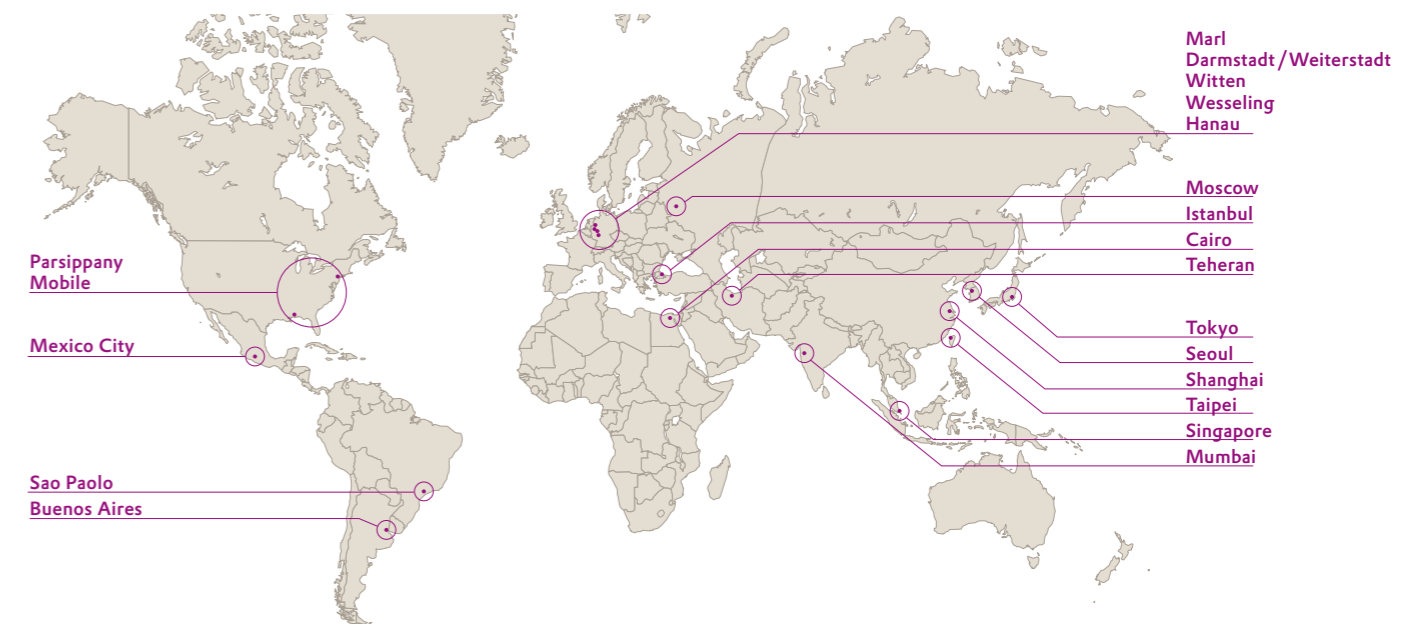 Parsippany
Mobile
Mexico City
Sao Paolo
Buenos Aires
Marl
Darmstadt / Weiterstadt
Witten
Wesseling
Hanau
Moscow
Istanbul
Cairo
Teheran
Tokyo
Seoul
Shanghai
Taipei
Singapore
Mumbai